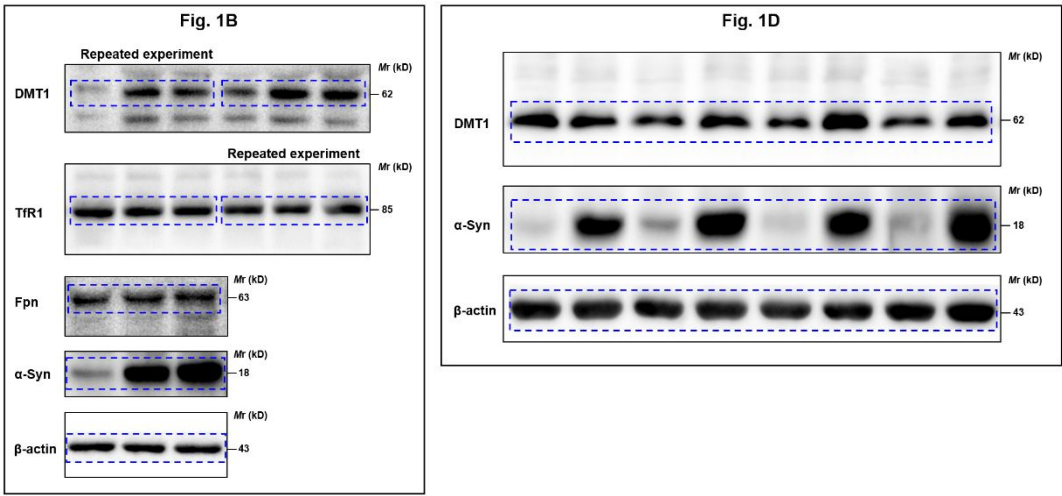 Fig. 1B
Repeated experiment
Mr (kD)
DMT1
62
Repeated experiment
Mr (kD)
TfR1
85
Mr (kD)
Fpn
63
Mr (kD)
α-Syn
18
Mr (kD)
β-actin
43
Fig. 1D
Mr (kD)
DMT1
62
Mr (kD)
α-Syn
18
Mr (kD)
β-actin
43